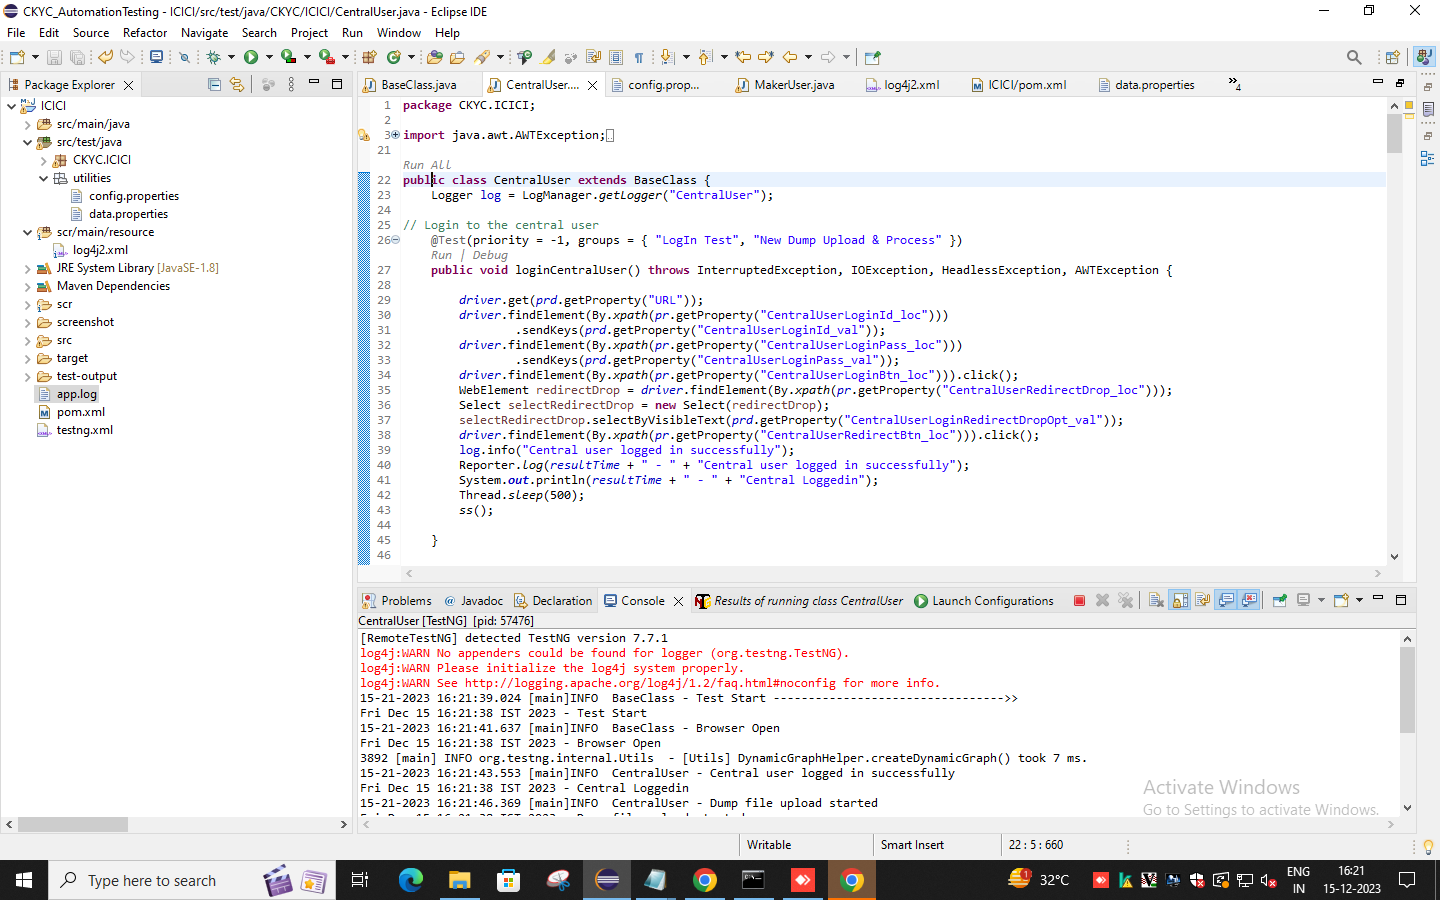 CKYC_AutomationTesting - ICICI/src/test/java/CKYC/ICICI/CentralUser.java - Eclipse IDE
File Edit Source Refactor Navigate Search Project Run Window Help
Package Explorer
ICICI
src/main/java
src/test/java
CKYC.ICICI
utilities
config.properties
data.properties
scr/main/resource
log4j2.xml
JRE System Library [JavaSE-1.8]
Maven Dependencies
scr
screenshot
src
target
test-output
app.log
pom.xml
testng.xml
BaseClass.java CentralUser.... config.prop... MakerUser.java log4j2.xml ICICI/pom.xml data.properties »4
1 package CKYC.ICICI;
2
3 import java.awt.AWTException;
21
Run All
22 public class CentralUser extends BaseClass {
23 Logger log = LogManager.getLogger("CentralUser");
24
25 // Login to the central user
26 @Test(priority = -1, groups = { "LogIn Test", "New Dump Upload & Process" })
Run | Debug
27 public void loginCentralUser() throws InterruptedException, IOException, HeadlessException, AWTException {
28
29 driver.get(prd.getProperty("URL"));
30 driver.findElement(By.xpath(pr.getProperty("CentralUserLoginId_loc")))
31 .sendKeys(prd.getProperty("CentralUserLoginId_val"));
32 driver.findElement(By.xpath(pr.getProperty("CentralUserLoginPass_loc")))
33 .sendKeys(prd.getProperty("CentralUserLoginPass_val"));
34 driver.findElement(By.xpath(pr.getProperty("CentralUserLoginBtn_loc"))).click();
35 WebElement redirectDrop = driver.findElement(By.xpath(pr.getProperty("CentralUserRedirectDrop_loc")));
36 Select selectRedirectDrop = new Select(redirectDrop);
37 selectRedirectDrop.selectByVisibleText(prd.getProperty("CentralUserLoginRedirectDropOpt_val"));
38 driver.findElement(By.xpath(pr.getProperty("CentralUserRedirectBtn_loc"))).click();
39 log.info("Central user logged in successfully");
40 Reporter.log(resultTime + " - " + "Central user logged in successfully");
41 System.out.println(resultTime + " - " + "Central Loggedin");
42 Thread.sleep(500);
43 ss();
44
45 }
46
Problems @ Javadoc Declaration Console Results of running class CentralUser Launch Configurations
CentralUser [TestNG] [pid: 57476]
[RemoteTestNG] detected TestNG version 7.7.1
log4j:WARN No appenders could be found for logger (org.testng.TestNG).
log4j:WARN Please initialize the log4j system properly.
log4j:WARN See http://logging.apache.org/log4j/1.2/faq.html#noconfig for more info.
15-21-2023 16:21:39.024 [main]INFO BaseClass - Test Start --------------------------------->>
Fri Dec 15 16:21:38 IST 2023 - Test Start
15-21-2023 16:21:41.637 [main]INFO BaseClass - Browser Open
Fri Dec 15 16:21:38 IST 2023 - Browser Open
3892 [main] INFO org.testng.internal.Utils - [Utils] DynamicGraphHelper.createDynamicGraph() took 7 ms.
15-21-2023 16:21:43.553 [main]INFO CentralUser - Central user logged in successfully
Fri Dec 15 16:21:38 IST 2023 - Central Loggedin
15-21-2023 16:21:46.369 [main]INFO CentralUser - Dump file upload started
Activate Windows
Go to Settings to activate Windows.
Writable Smart Insert 22 : 5 : 660
Type here to search
32°C ENG IN 16:21 15-12-2023